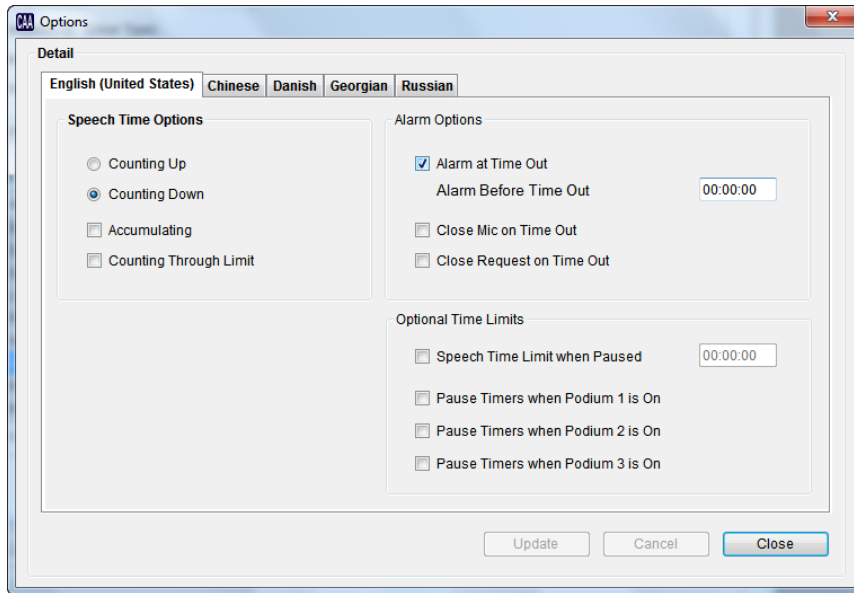 CAA Options
Detail
English (United States) Chinese Danish Georgian Russian
Speech Time Options
Counting Up
Counting Down
Accumulating
Counting Through Limit
Alarm Options
Alarm at Time Out
Alarm Before Time Out 00:00:00
Close Mic on Time Out
Close Request on Time Out
Optional Time Limits
Speech Time Limit when Paused 00:00:00
Pause Timers when Podium 1 is On
Pause Timers when Podium 2 is On
Pause Timers when Podium 3 is On
Update Cancel Close